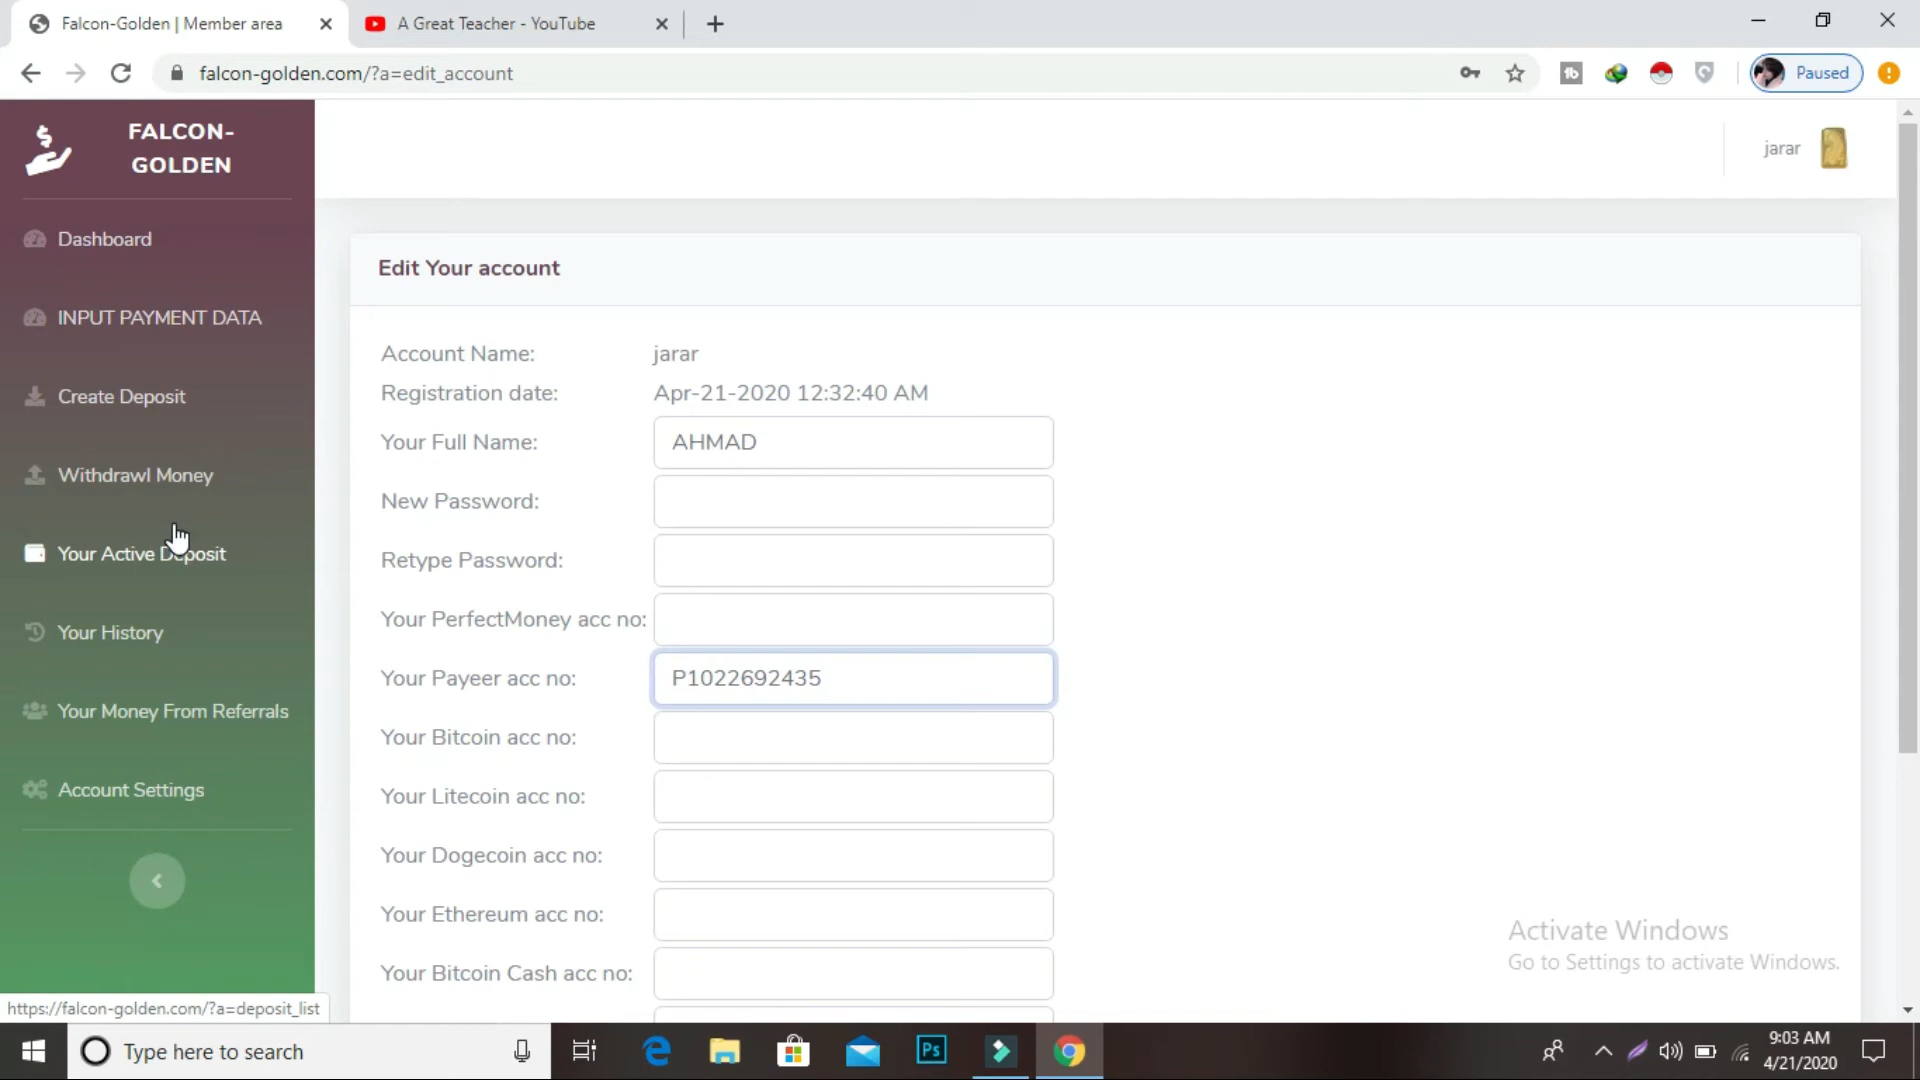 Falcon-Golden | Member area
A Great Teacher - YouTube
falcon-golden.com/?a=edit_account
Paused
FALCON-
GOLDEN
jarar
Dashboard
INPUT PAYMENT DATA
Create Deposit
Withdrawl Money
Your Active Deposit
Your History
Your Money From Referrals
Account Settings
Edit Your account
Account Name: jarar
Registration date: Apr-21-2020 12:32:40 AM
Your Full Name: AHMAD
New Password:
Retype Password:
Your PerfectMoney acc no:
Your Payeer acc no: P1022692435
Your Bitcoin acc no:
Your Litecoin acc no:
Your Dogecoin acc no:
Your Ethereum acc no:
Your Bitcoin Cash acc no:
Activate Windows
Go to Settings to activate Windows.
https://falcon-golden.com/?a=deposit_list
Type here to search
Ps
9:03 AM
4/21/2020